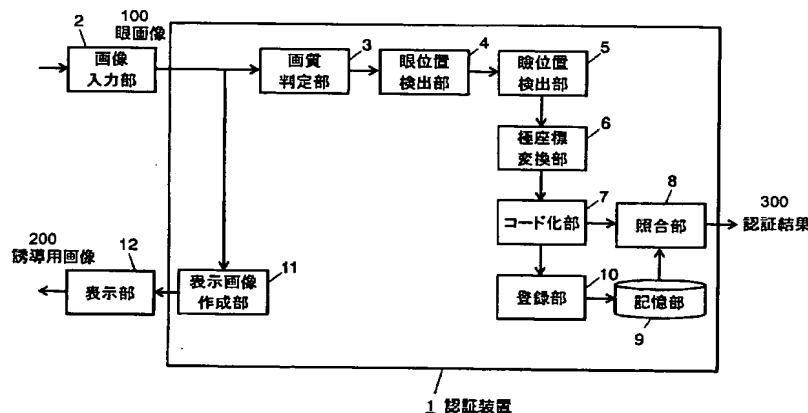 100
眼画像
2
画像
入力部
画質
判定部
3
眼位置
検出部
4
瞼位置
検出部
5
極座標
変換部
6
コード化部
7
照合部
8
300
認証結果
200
誘導用画像
12
表示部
表示画像
作成部
11
登録部
10
記憶部
9
1 認証装置